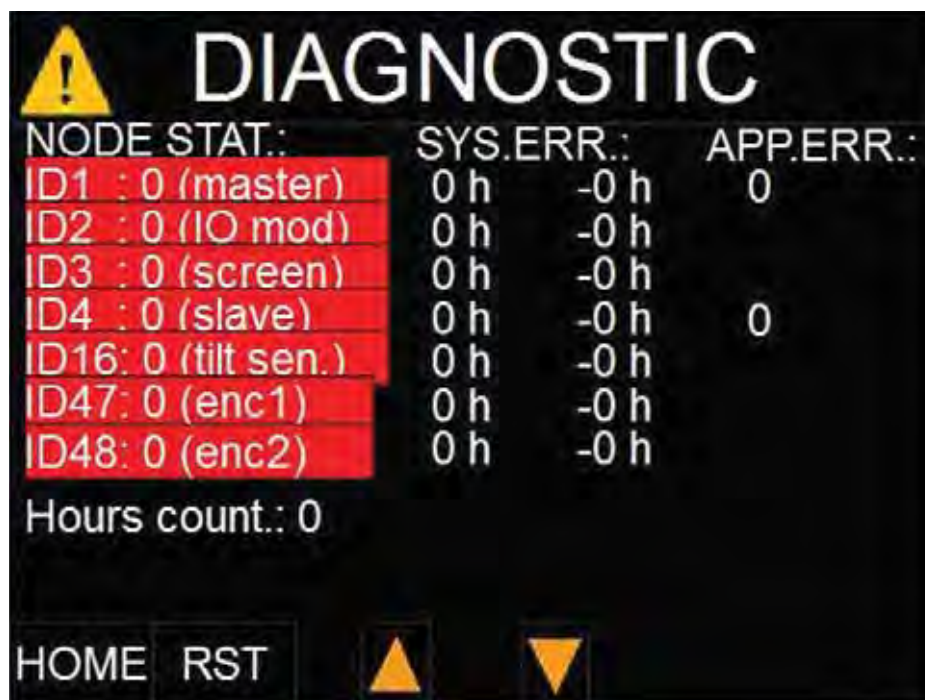 DIAGNOSTIC
NODE STAT.: SYS.ERR.: APP.ERR.:
ID1 : 0 (master) 0 h -0 h 0
ID2 : 0 (IO mod) 0 h -0 h
ID3 : 0 (screen) 0 h -0 h
ID4 : 0 (slave) 0 h -0 h 0
ID16: 0 (tilt sen.) 0 h -0 h
ID47: 0 (enc1) 0 h -0 h
ID48: 0 (enc2) 0 h -0 h
Hours count.: 0
HOME RST